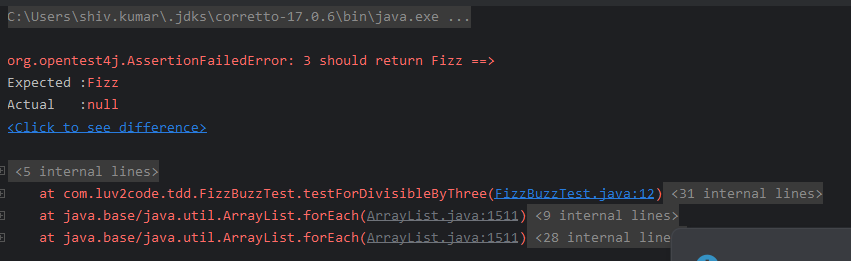 C:\Users\shiv.kumar\.jdks\corretto-17.0.6\bin\java.exe ...
org.opentest4j.AssertionFailedError: 3 should return Fizz ==>
Expected :Fizz
Actual   :null
<Click to see difference>
<5 internal lines>
at com.luv2code.tdd.FizzBuzzTest.testForDivisibleByThree(FizzBuzzTest.java:12) <31 internal lines>
at java.base/java.util.ArrayList.forEach(ArrayList.java:1511) <9 internal lines>
at java.base/java.util.ArrayList.forEach(ArrayList.java:1511) <28 internal line